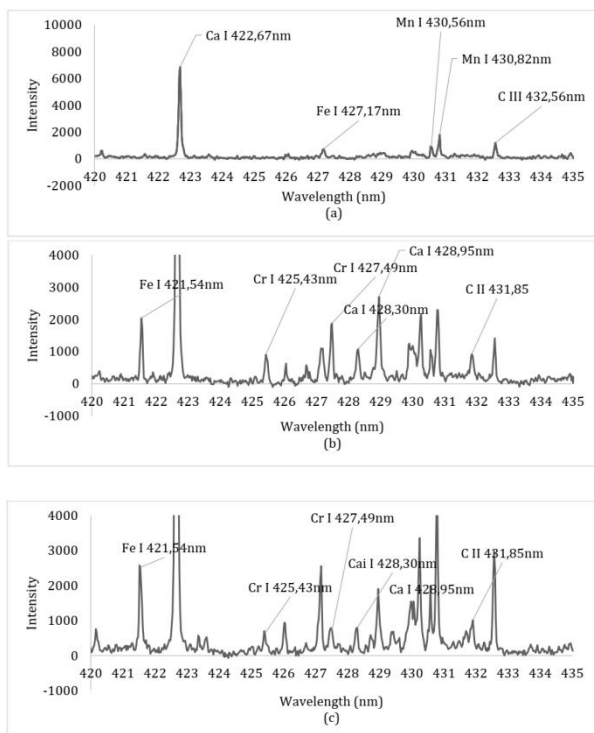 10000
8000
6000
4000
2000
0
-2000
Intensity
Ca I 422,67nm
Fe I 427,17nm
Mn I 430,56nm
Mn I 430,82nm
C III 432,56nm
420 421 422 423 424 425 426 427 428 429 430 431 432 433 434 435
Wavelength (nm)
(a)
4000
3000
2000
1000
0
-1000
Intensity
Fe I 421,54nm
Cr I 425,43nm
Cr I 427,49nm
Ca I 428,95nm
Ca I 428,30nm
C II 431,85
420 421 422 423 424 425 426 427 428 429 430 431 432 433 434 435
Wavelength (nm)
(b)
4000
3000
2000
1000
0
-1000
Intensity
Fe I 421,54nm
Cr I 425,43nm
Cr I 427,49nm
Cai I 428,30nm
Ca I 428,95nm
C II 431,85nm
420 421 422 423 424 425 426 427 428 429 430 431 432 433 434 435
Wavelength (nm)
(c)